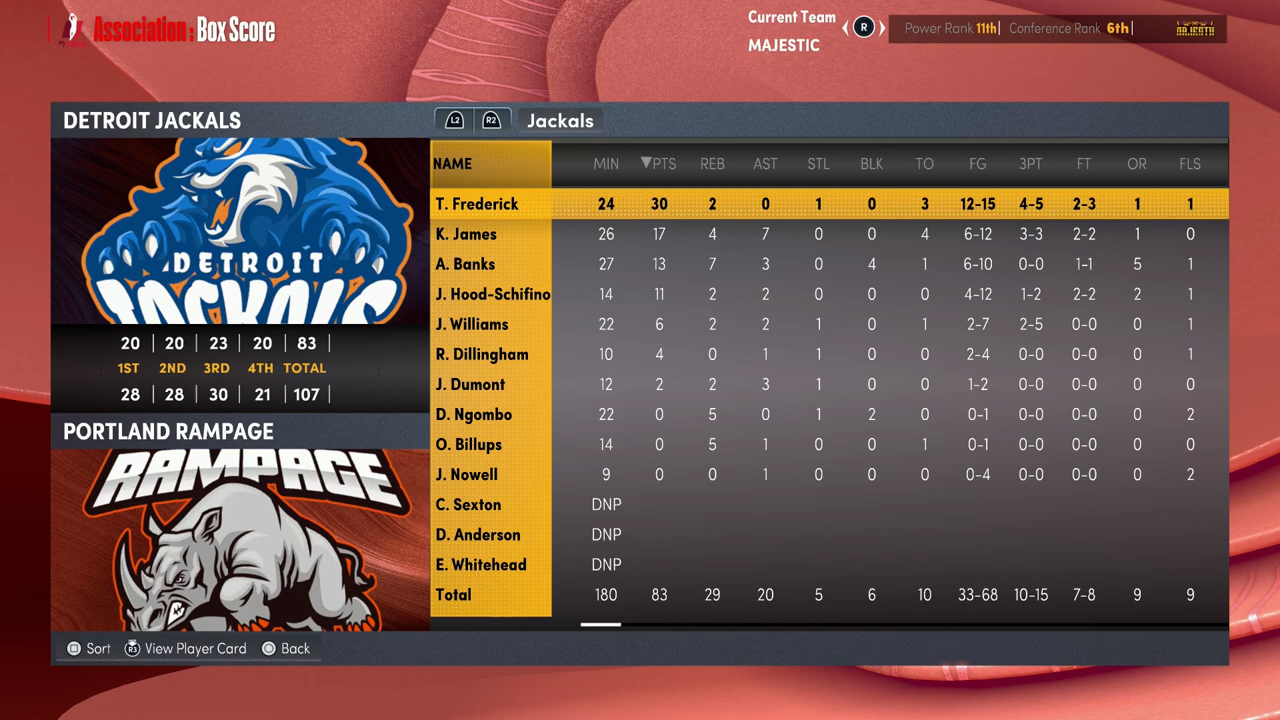 Association : Box Score
Current Team
MAJESTIC
R
Power Rank 11th| Conference Rank 6th|
MAJESTIC
DETROIT JACKALS
L2 R2 Jackals
DETROIT
JACKALS
20 | 20 | 23 | 20 | 83 |
1ST 2ND 3RD 4TH TOTAL
28 | 28 | 30 | 21 | 107 |
PORTLAND RAMPAGE
RAMPAGE
NAME MIN ▼PTS REB AST STL BLK TO FG 3PT FT OR FLS
T. Frederick 24 30 2 0 1 0 3 12-15 4-5 2-3 1 1
K. James 26 17 4 7 0 0 4 6-12 3-3 2-2 1 0
A. Banks 27 13 7 3 0 4 1 6-10 0-0 1-1 5 1
J. Hood-Schifino 14 11 2 2 0 0 0 4-12 1-2 2-2 2 1
J. Williams 22 6 2 2 1 0 1 2-7 2-5 0-0 0 1
R. Dillingham 10 4 0 1 1 0 0 2-4 0-0 0-0 0 1
J. Dumont 12 2 2 3 1 0 0 1-2 0-0 0-0 0 0
D. Ngombo 22 0 5 0 1 2 0 0-1 0-0 0-0 0 2
O. Billups 14 0 5 1 0 0 1 0-1 0-0 0-0 0 0
J. Nowell 9 0 0 1 0 0 0 0-4 0-0 0-0 0 2
C. Sexton DNP
D. Anderson DNP
E. Whitehead DNP
Total 180 83 29 20 5 6 10 33-68 10-15 7-8 9 9
Sort R3 View Player Card Back